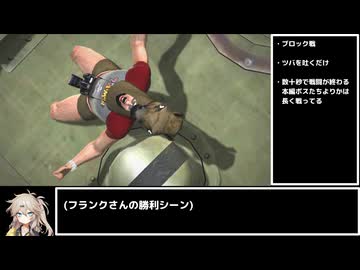 ・ブロック戦
・ツバを吐くだけ
・数十秒で戦闘が終わる
本編ボスたちよりかは
長く戦ってる
(フランクさんの勝利シーン)